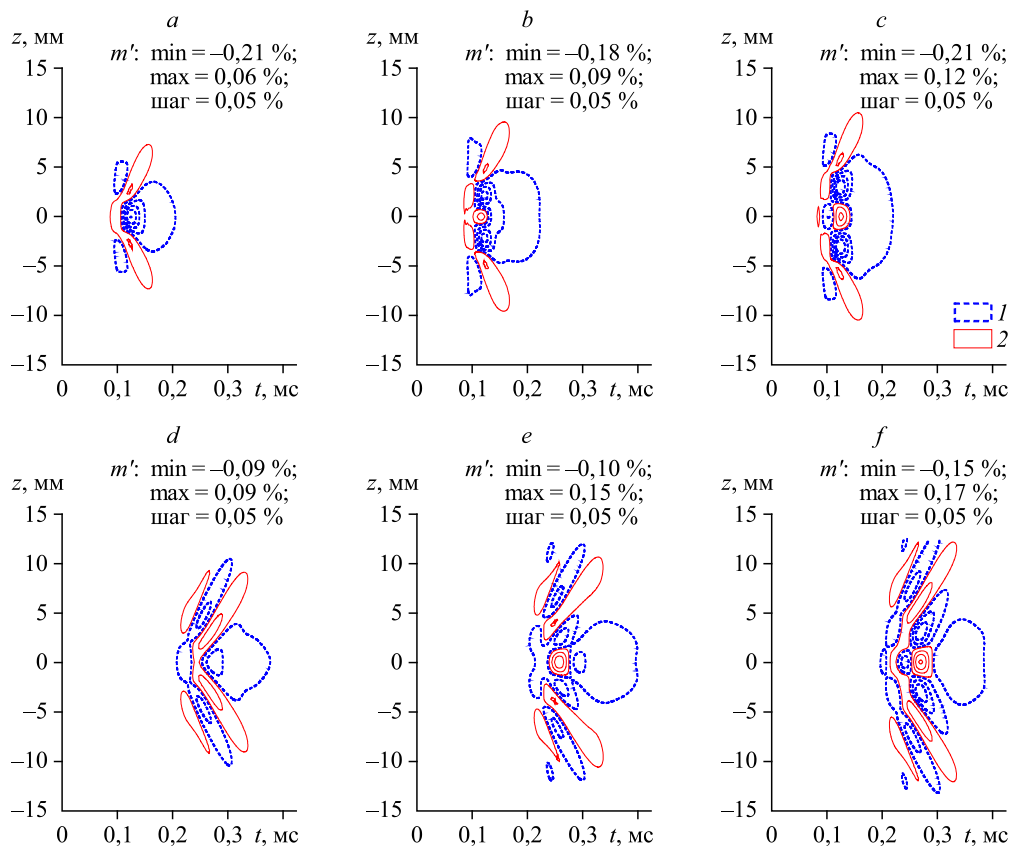 a
z, мм
m′: min = –0,21 %;
max = 0,06 %;
шаг = 0,05 %
15
10
5
0
–5
–10
–15
0 0,1 0,2 0,3 t, мс
b
z, мм
m′: min = –0,18 %;
max = 0,09 %;
шаг = 0,05 %
15
10
5
0
–5
–10
–15
0 0,1 0,2 0,3 t, мс
c
z, мм
m′: min = –0,21 %;
max = 0,12 %;
шаг = 0,05 %
15
10
5
0
–5
–10
–15
1
2
0 0,1 0,2 0,3 t, мс
d
z, мм
m′: min = –0,09 %;
max = 0,09 %;
шаг = 0,05 %
15
10
5
0
–5
–10
–15
0 0,1 0,2 0,3 t, мс
e
z, мм
m′: min = –0,10 %;
max = 0,15 %;
шаг = 0,05 %
15
10
5
0
–5
–10
–15
0 0,1 0,2 0,3 t, мс
f
z, мм
m′: min = –0,15 %;
max = 0,17 %;
шаг = 0,05 %
15
10
5
0
–5
–10
–15
0 0,1 0,2 0,3 t, мс